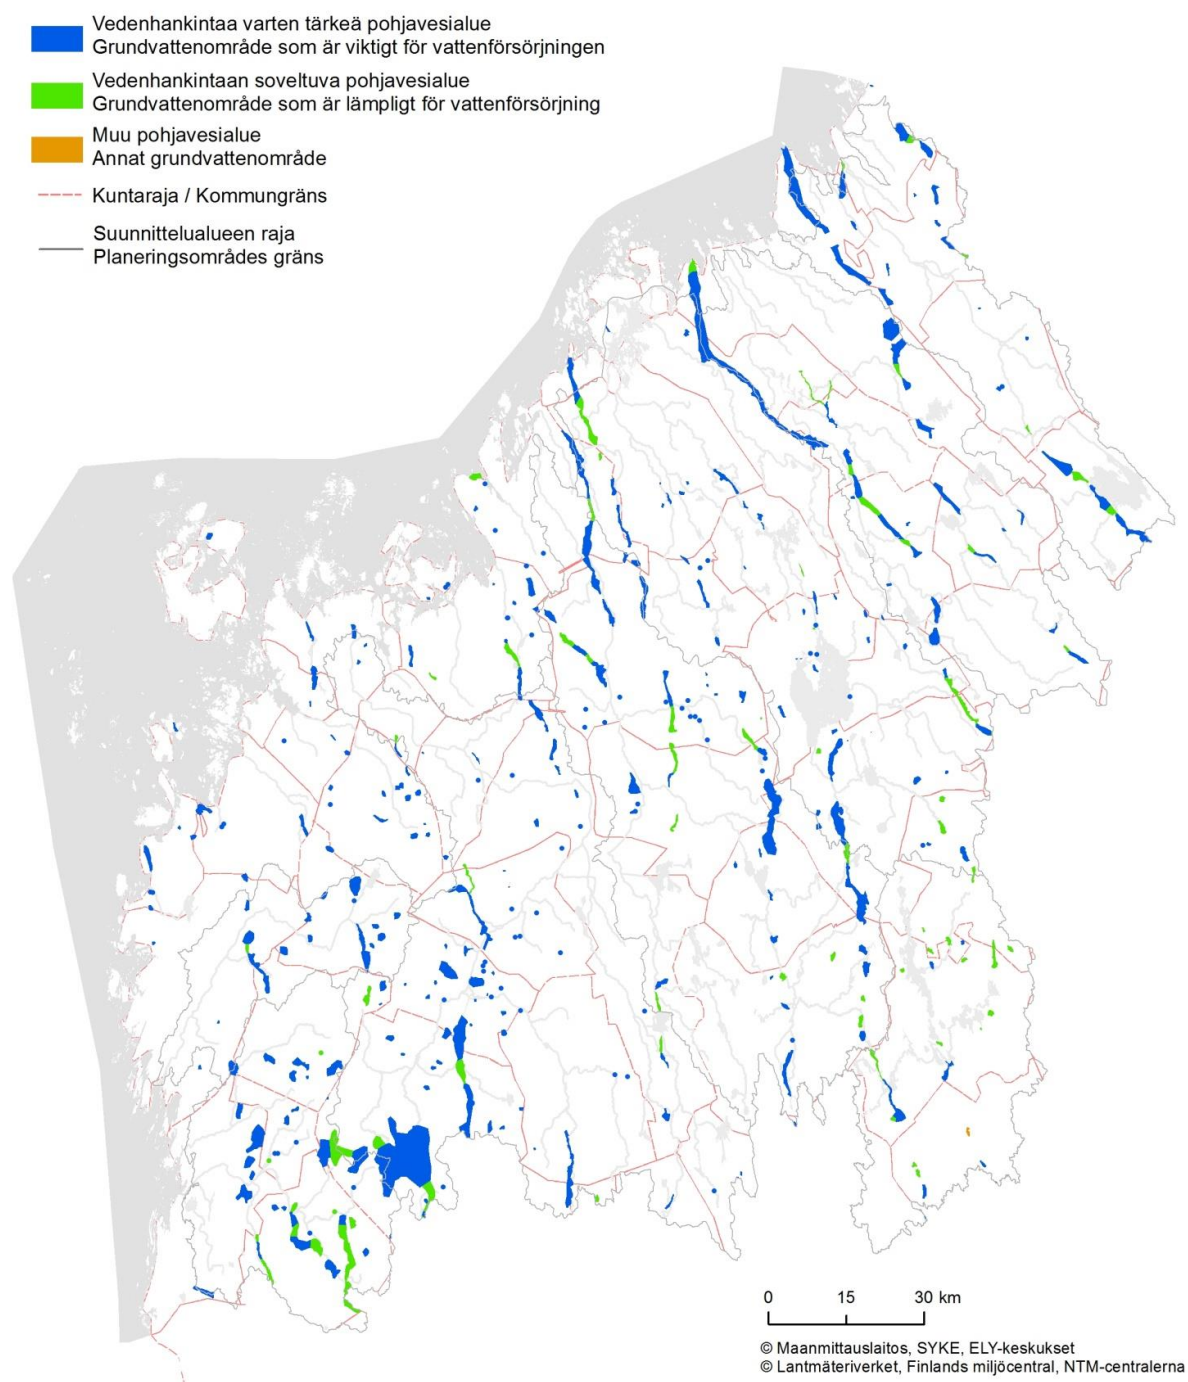 Vedenhankintaa varten tärkeä pohjavesialue
Grundvattenområde som är viktigt för vattenförsörjningen
Vedenhankintaan soveltuva pohjavesialue
Grundvattenområde som är lämpligt för vattenförsörjning
Muu pohjavesialue
Annat grundvattenområde
Kuntaraja / Kommungräns
Suunnittelualueen raja
Planeringsområdes gräns
0 15 30 km
© Maanmittauslaitos, SYKE, ELY-keskukset
© Lantmäteriverket, Finlands miljöcentral, NTM-centralerna